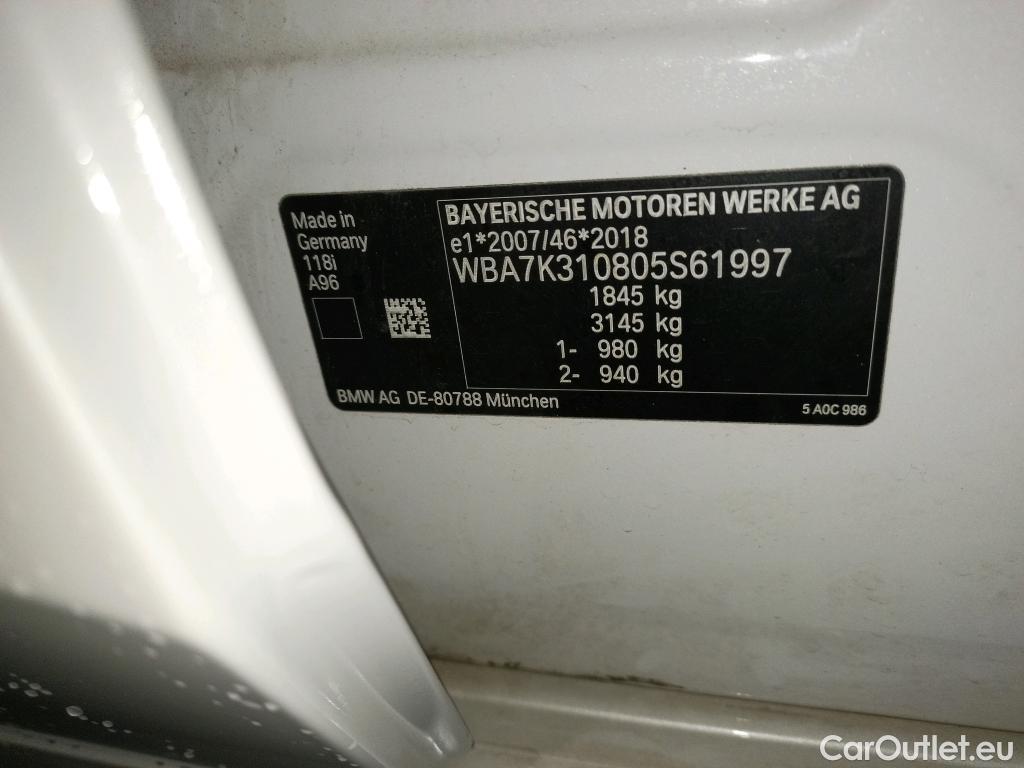 Made in
Germany
118i
A96
BAYERISCHE MOTOREN WERKE AG
e1*2007/46*2018
WBA7K310805S61997
1845 kg
3145 kg
1- 980 kg
2- 940 kg
BMW AG DE-80788 München
5 A0C 986
CarOutlet.eu